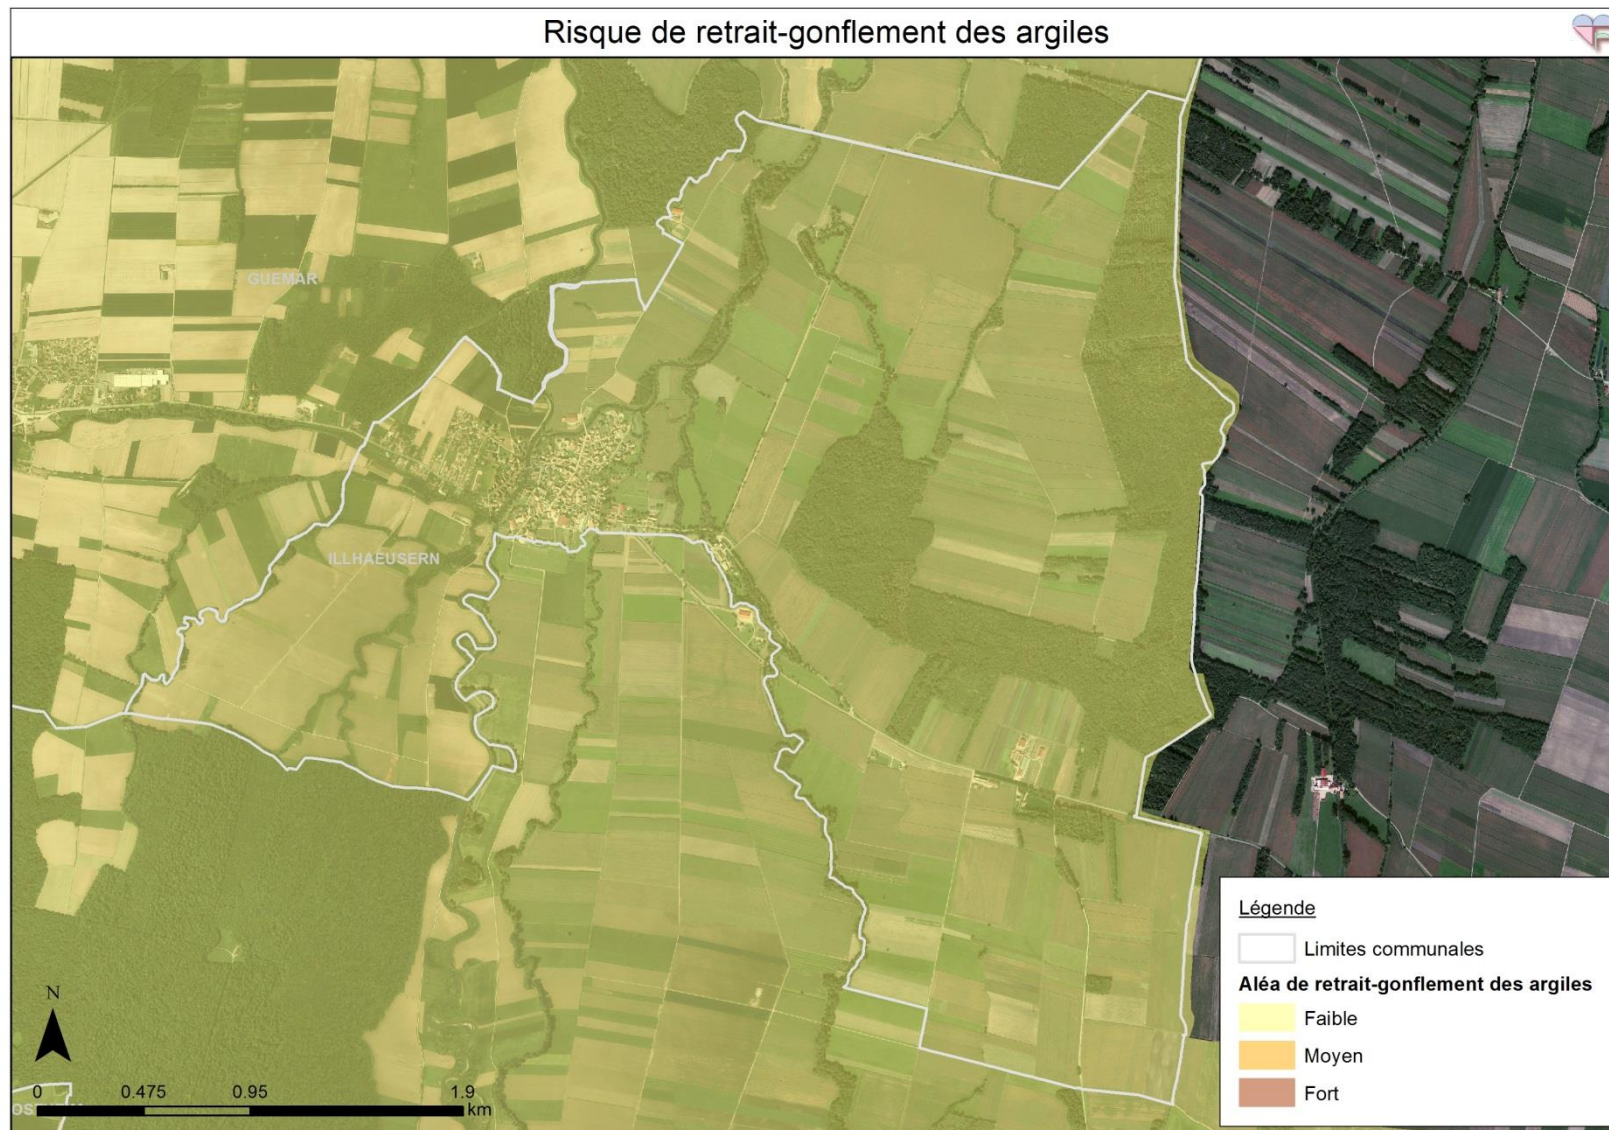 Risque de retrait-gonflement des argiles
GUEMAR
ILLHAEUSERN
Légende
Limites communales
Aléa de retrait-gonflement des argiles
Faible
Moyen
Fort
N
0 0.475 0.95 1.9
km